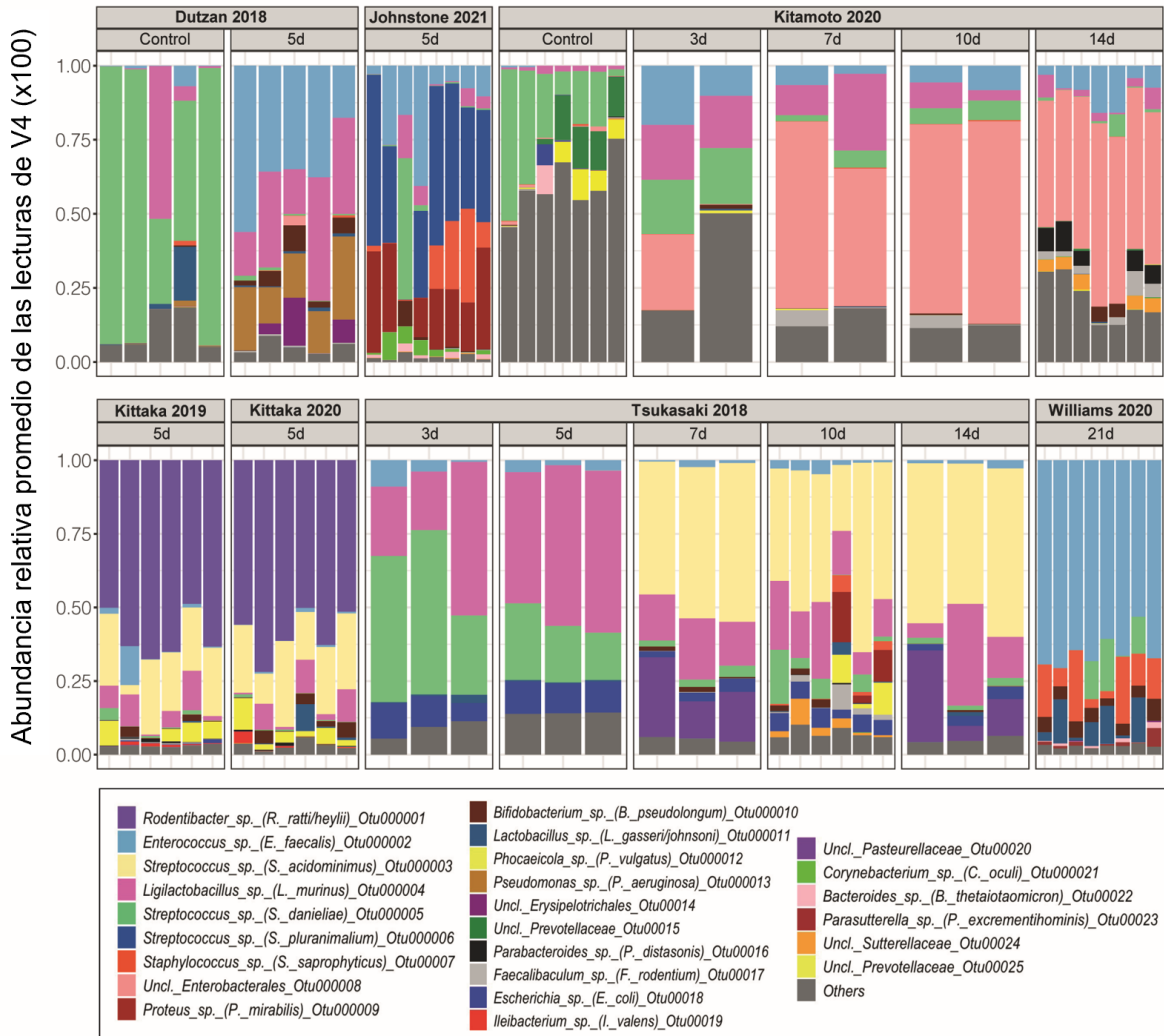 Abundancia relativa promedio de las lecturas de V4 (x100)
Dutzan 2018
Johnstone 2021
Kitamoto 2020
Control
5d
5d
Control
3d
7d
10d
14d
1.00
0.75
0.50
0.25
0.00
Kittaka 2019
Kittaka 2020
Tsukasaki 2018
Williams 2020
5d
5d
3d
5d
7d
10d
14d
21d
1.00
0.75
0.50
0.25
0.00
Rodentibacter_sp._(R._ratti/heylii)_Otu000001
Enterococcus_sp._(E._faecalis)_Otu000002
Streptococcus_sp._(S._acidominimus)_Otu000003
Ligilactobacillus_sp._(L._murinus)_Otu000004
Streptococcus_sp._(S._danieliae)_Otu000005
Streptococcus_sp._(S._pluranimalium)_Otu000006
Staphylococcus_sp._(S._saprophyticus)_Otu00007
Uncl._Enterobacterales_Otu000008
Proteus_sp._(P._mirabilis)_Otu000009
Bifidobacterium_sp._(B._pseudolongum)_Otu000010
Lactobacillus_sp._(L._gasseri/johnsoni)_Otu000011
Phocaeicola_sp._(P._vulgatus)_Otu000012
Pseudomonas_sp._(P._aeruginosa)_Otu000013
Uncl._Erysipelotrichales_Otu00014
Uncl._Prevotellaceae_Otu00015
Parabacteroides_sp._(P._distasonis)_Otu00016
Faecalibaculum_sp._(F._rodentium)_Otu00017
Escherichia_sp._(E._coli)_Otu00018
Ileibacterium_sp._(I._valens)_Otu00019
Uncl._Pasteurellaceae_Otu00020
Corynebacterium_sp._(C._oculi)_Otu000021
Bacteroides_sp._(B._thetaiotaomicron)_Otu00022
Parasutterella_sp._(P._excrementihominis)_Otu00023
Uncl._Sutterellaceae_Otu00024
Uncl._Prevotellaceae_Otu00025
Others